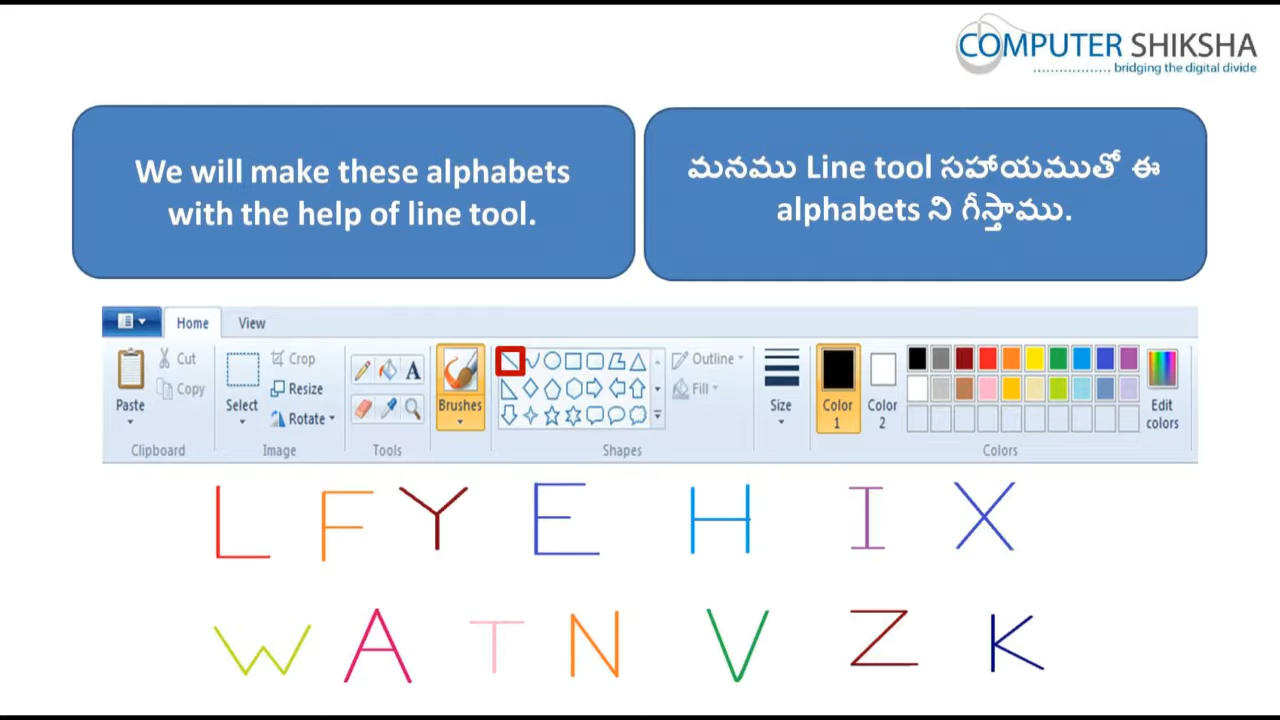 COMPUTER SHIKSHA
bridging the digital divide
We will make these alphabets
with the help of line tool.
మనము Line tool సహాయముతో ఈ
alphabets ని గీస్తాము.
Home View
Cut
Copy
Paste
Clipboard
Crop
Resize
Rotate
Select
Image
A
Tools
Brushes
Outline
Fill
Shapes
Size
Color
1
Color
2
Edit
colors
Colors
L F Y E H I X
W A T N V Z K